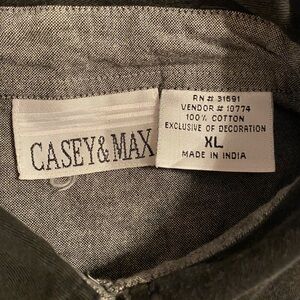 CASEY & MAX
RN # 31591
VENDOR # 19774
100% COTTON
EXCLUSIVE OF DECORATION
XL
MADE IN INDIA